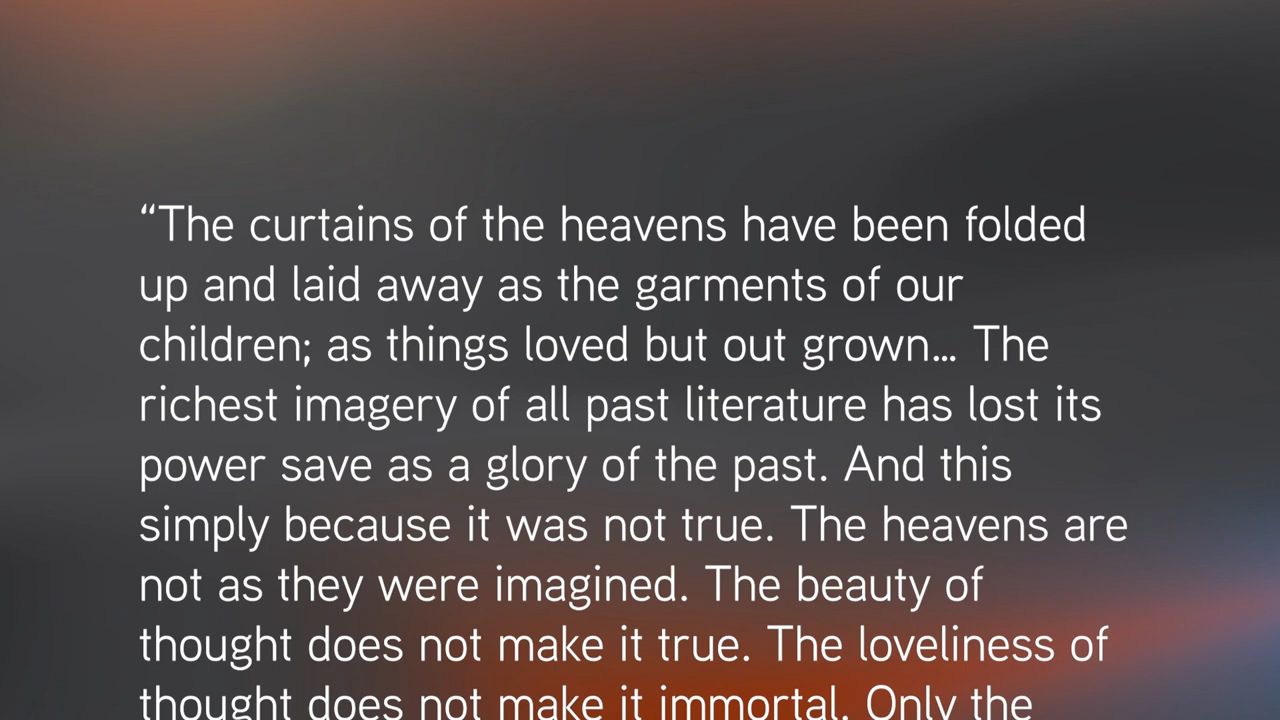 “The curtains of the heavens have been folded
up and laid away as the garments of our
children; as things loved but out grown... The
richest imagery of all past literature has lost its
power save as a glory of the past. And this
simply because it was not true. The heavens are
not as they were imagined. The beauty of
thought does not make it true. The loveliness of
thought does not make it immortal. Only the